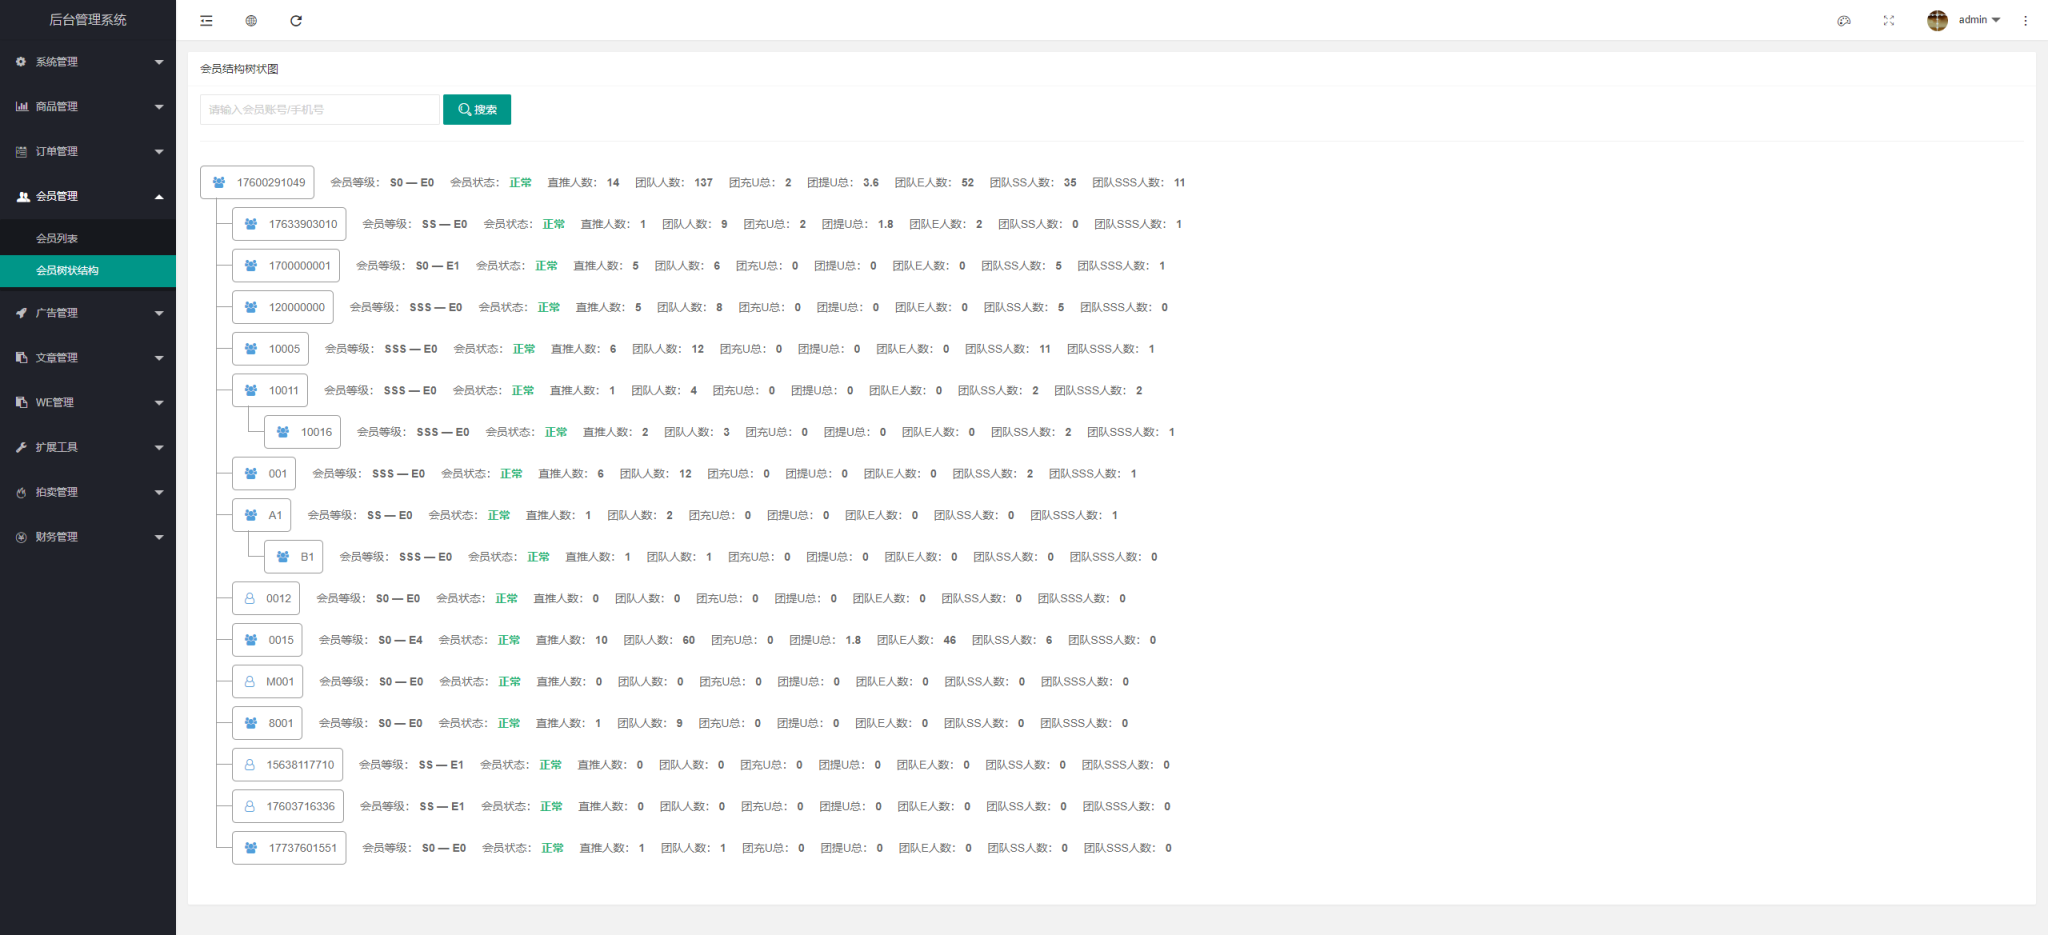 后台管理系统
admin
系统管理
商品管理
订单管理
会员管理
会员列表
会员树状结构
广告管理
文章管理
WE管理
扩展工具
拍卖管理
财务管理
会员结构树状图
请输入会员账号/手机号
搜索
17600291049 会员等级： S0 — E0 会员状态： 正常 直推人数： 14 团队人数： 137 团充U总： 2 团提U总： 3.6 团队E人数： 52 团队SS人数： 35 团队SSS人数： 11
17633903010 会员等级： SS — E0 会员状态： 正常 直推人数： 1 团队人数： 9 团充U总： 2 团提U总： 1.8 团队E人数： 2 团队SS人数： 0 团队SSS人数： 1
1700000001 会员等级： S0 — E1 会员状态： 正常 直推人数： 5 团队人数： 6 团充U总： 0 团提U总： 0 团队E人数： 0 团队SS人数： 5 团队SSS人数： 1
120000000 会员等级： SSS — E0 会员状态： 正常 直推人数： 5 团队人数： 8 团充U总： 0 团提U总： 0 团队E人数： 0 团队SS人数： 5 团队SSS人数： 0
10005 会员等级： SSS — E0 会员状态： 正常 直推人数： 6 团队人数： 12 团充U总： 0 团提U总： 0 团队E人数： 0 团队SS人数： 11 团队SSS人数： 1
10011 会员等级： SSS — E0 会员状态： 正常 直推人数： 1 团队人数： 4 团充U总： 0 团提U总： 0 团队E人数： 0 团队SS人数： 2 团队SSS人数： 2
10016 会员等级： SSS — E0 会员状态： 正常 直推人数： 2 团队人数： 3 团充U总： 0 团提U总： 0 团队E人数： 0 团队SS人数： 2 团队SSS人数： 1
001 会员等级： SSS — E0 会员状态： 正常 直推人数： 6 团队人数： 12 团充U总： 0 团提U总： 0 团队E人数： 0 团队SS人数： 2 团队SSS人数： 1
A1 会员等级： SS — E0 会员状态： 正常 直推人数： 1 团队人数： 2 团充U总： 0 团提U总： 0 团队E人数： 0 团队SS人数： 0 团队SSS人数： 1
B1 会员等级： SSS — E0 会员状态： 正常 直推人数： 1 团队人数： 1 团充U总： 0 团提U总： 0 团队E人数： 0 团队SS人数： 0 团队SSS人数： 0
0012 会员等级： S0 — E0 会员状态： 正常 直推人数： 0 团队人数： 0 团充U总： 0 团提U总： 0 团队E人数： 0 团队SS人数： 0 团队SSS人数： 0
0015 会员等级： S0 — E4 会员状态： 正常 直推人数： 10 团队人数： 60 团充U总： 0 团提U总： 1.8 团队E人数： 46 团队SS人数： 6 团队SSS人数： 0
M001 会员等级： S0 — E0 会员状态： 正常 直推人数： 0 团队人数： 0 团充U总： 0 团提U总： 0 团队E人数： 0 团队SS人数： 0 团队SSS人数： 0
8001 会员等级： S0 — E0 会员状态： 正常 直推人数： 1 团队人数： 9 团充U总： 0 团提U总： 0 团队E人数： 0 团队SS人数： 0 团队SSS人数： 0
15638117710 会员等级： SS — E1 会员状态： 正常 直推人数： 0 团队人数： 0 团充U总： 0 团提U总： 0 团队E人数： 0 团队SS人数： 0 团队SSS人数： 0
17603716336 会员等级： SS — E1 会员状态： 正常 直推人数： 0 团队人数： 0 团充U总： 0 团提U总： 0 团队E人数： 0 团队SS人数： 0 团队SSS人数： 0
17737601551 会员等级： S0 — E0 会员状态： 正常 直推人数： 1 团队人数： 1 团充U总： 0 团提U总： 0 团队E人数： 0 团队SS人数： 0 团队SSS人数： 0